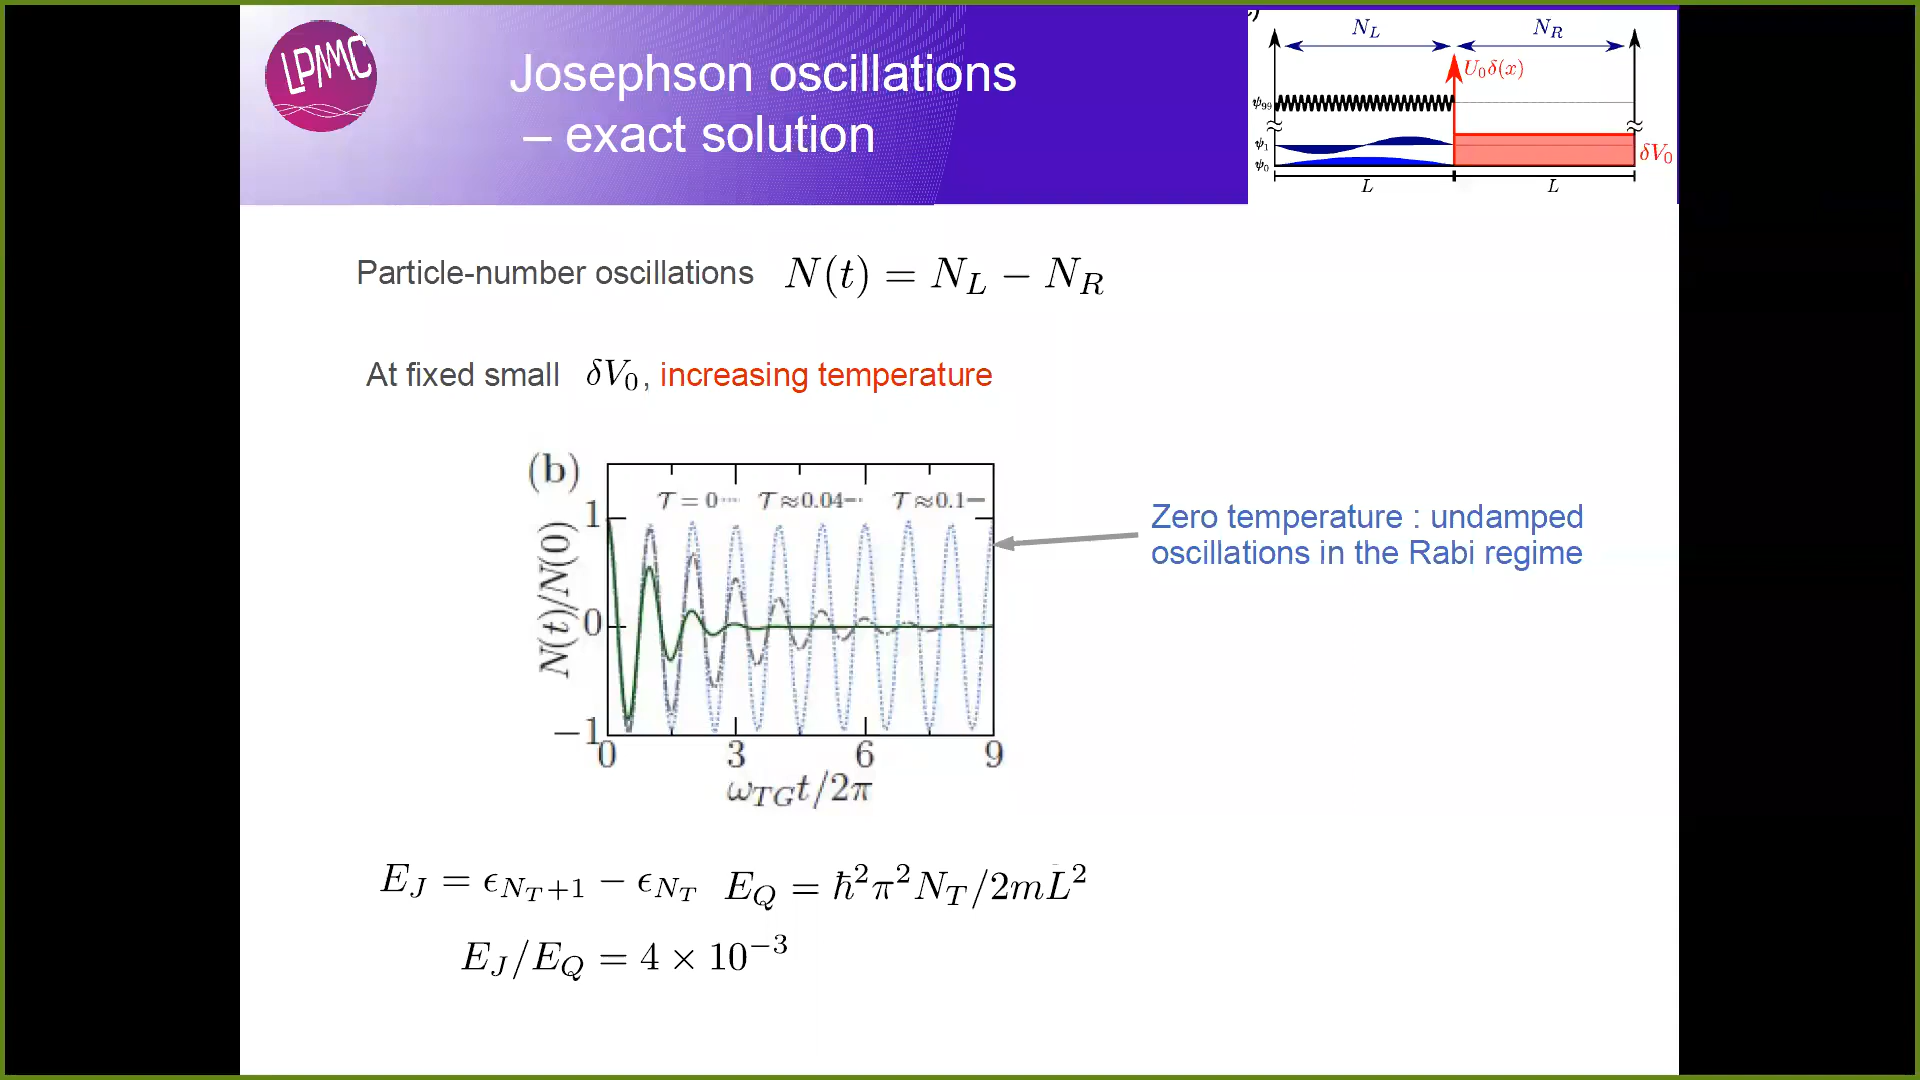 LPMMC
Josephson oscillations
– exact solution
N_L N_R
U_0δ(x)
ψ_99
ψ_1
ψ_0
δV_0
L L
Particle-number oscillations N(t) = N_L − N_R
At fixed small δV_0, increasing temperature
(b)
T = 0 T ≈0.04 T ≈0.1
1
0
−1
N(t)/N(0)
0 3 6 9
ω_TG t/2π
Zero temperature : undamped
oscillations in the Rabi regime
E_J = ϵ_{N_T+1} − ϵ_{N_T} E_Q = ħ²π²N_T/2mL²
E_J/E_Q = 4 × 10⁻³